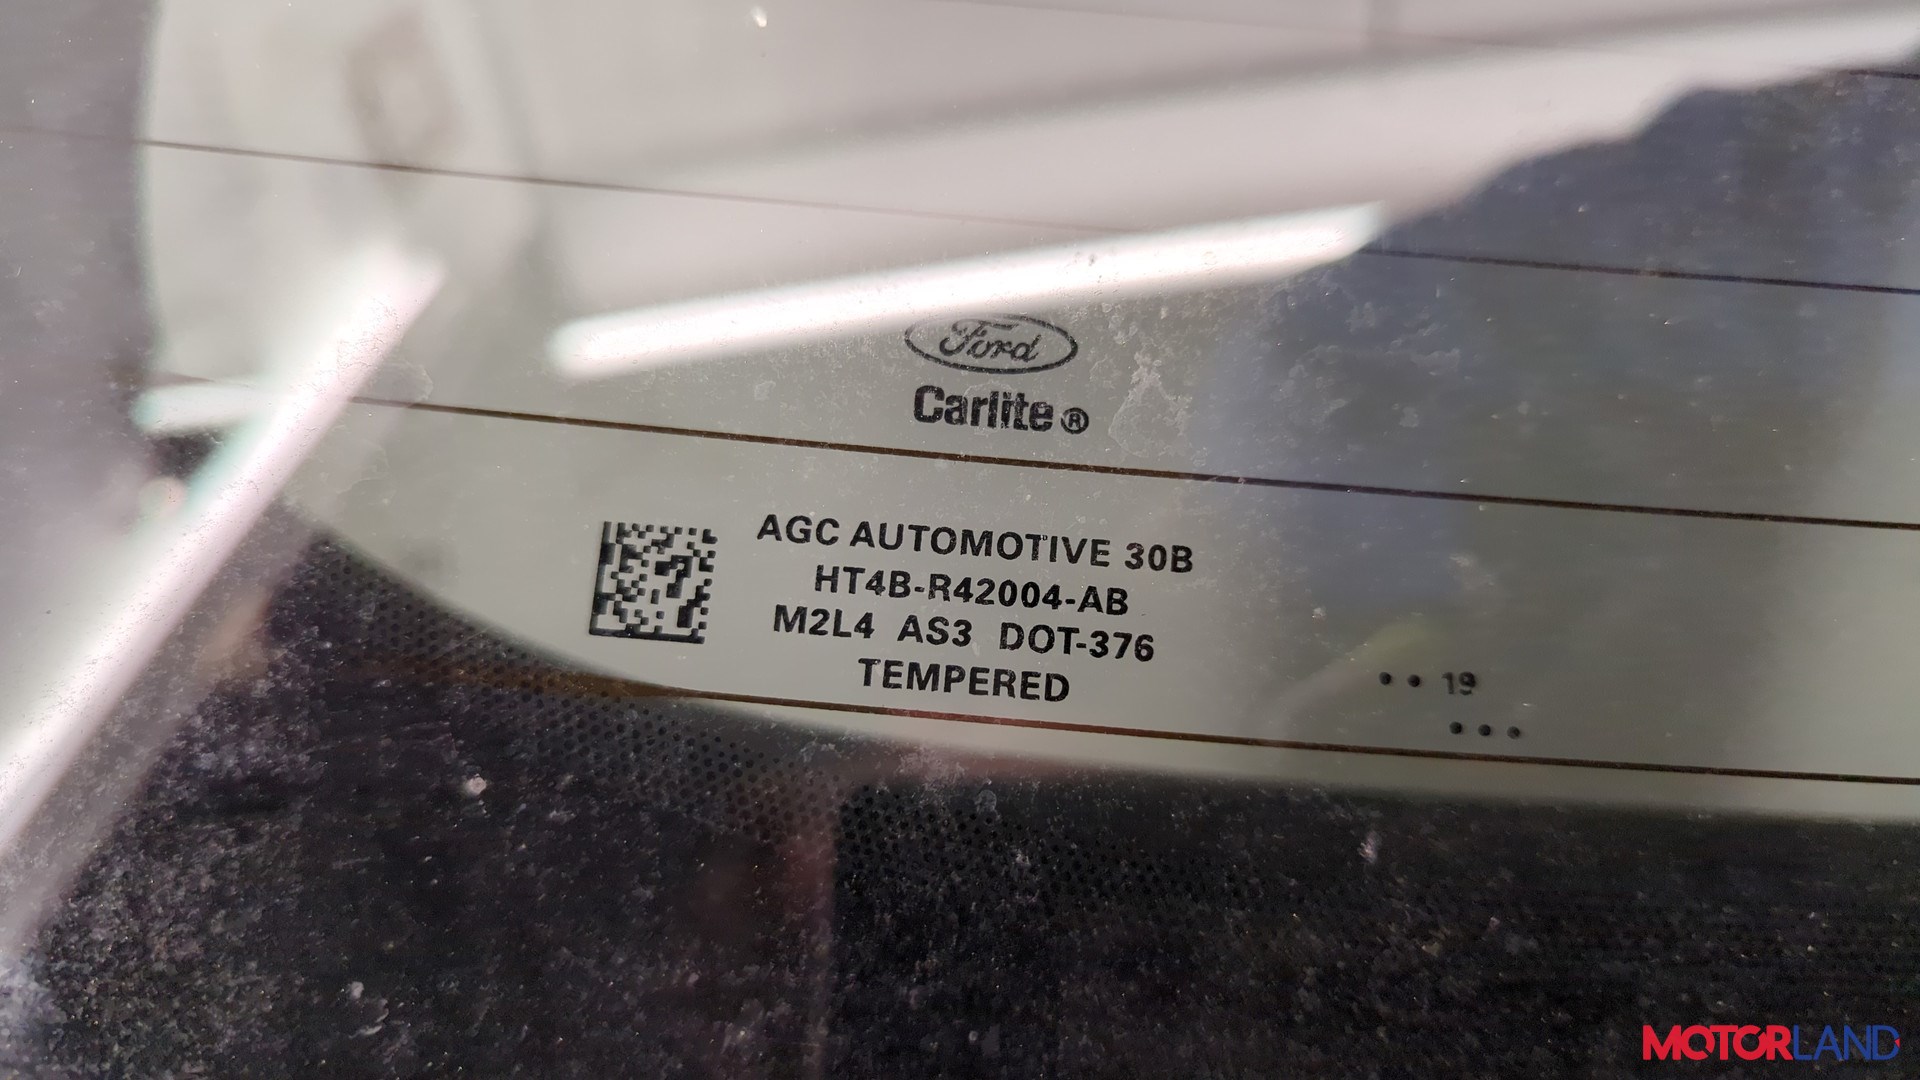 Ford
Carlite®
AGC AUTOMOTIVE 30B
HT4B-R42004-AB
M2L4 AS3 DOT-376
TEMPERED
•• 19
•••
MOTORLAND